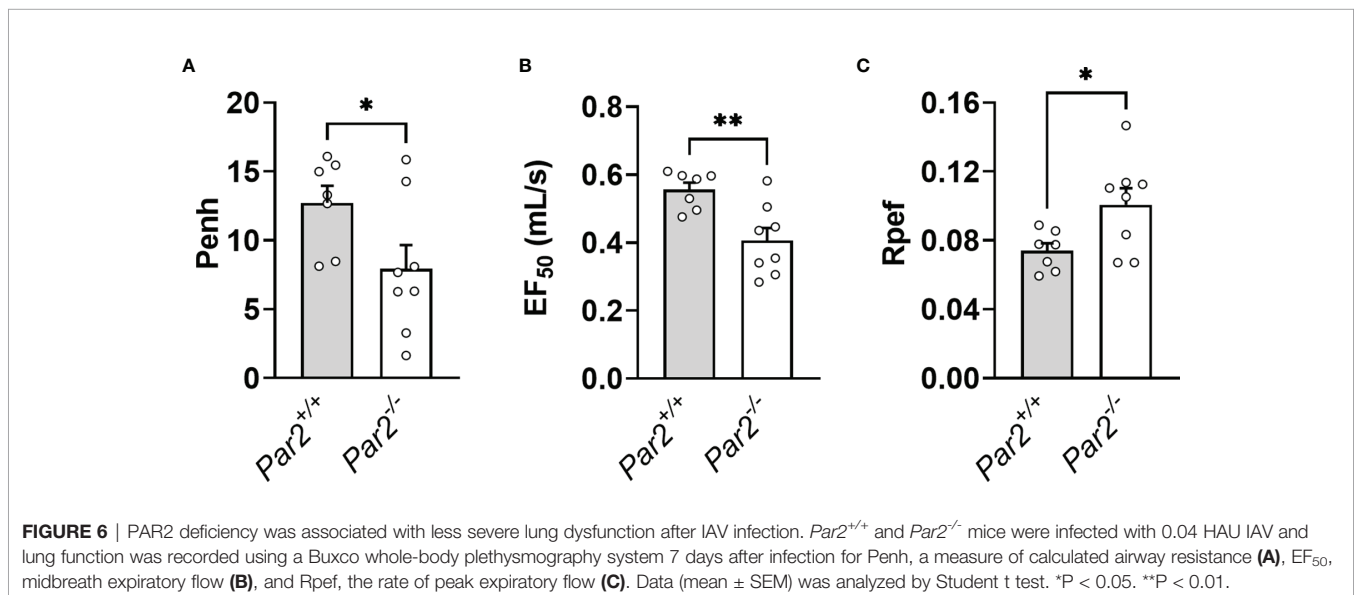 A
B
C
20
15
10
5
0
Penh
*
Par2+/+
Par2-/-
0.8
0.6
0.4
0.2
0.0
EF50 (mL/s)
**
Par2+/+
Par2-/-
0.16
0.12
0.08
0.04
0.00
Rpef
*
Par2+/+
Par2-/-
FIGURE 6 | PAR2 deficiency was associated with less severe lung dysfunction after IAV infection. Par2+/+ and Par2-/- mice were infected with 0.04 HAU IAV and
lung function was recorded using a Buxco whole-body plethysmography system 7 days after infection for Penh, a measure of calculated airway resistance (A), EF50,
midbreath expiratory flow (B), and Rpef, the rate of peak expiratory flow (C). Data (mean ± SEM) was analyzed by Student t test. *P < 0.05. **P < 0.01.